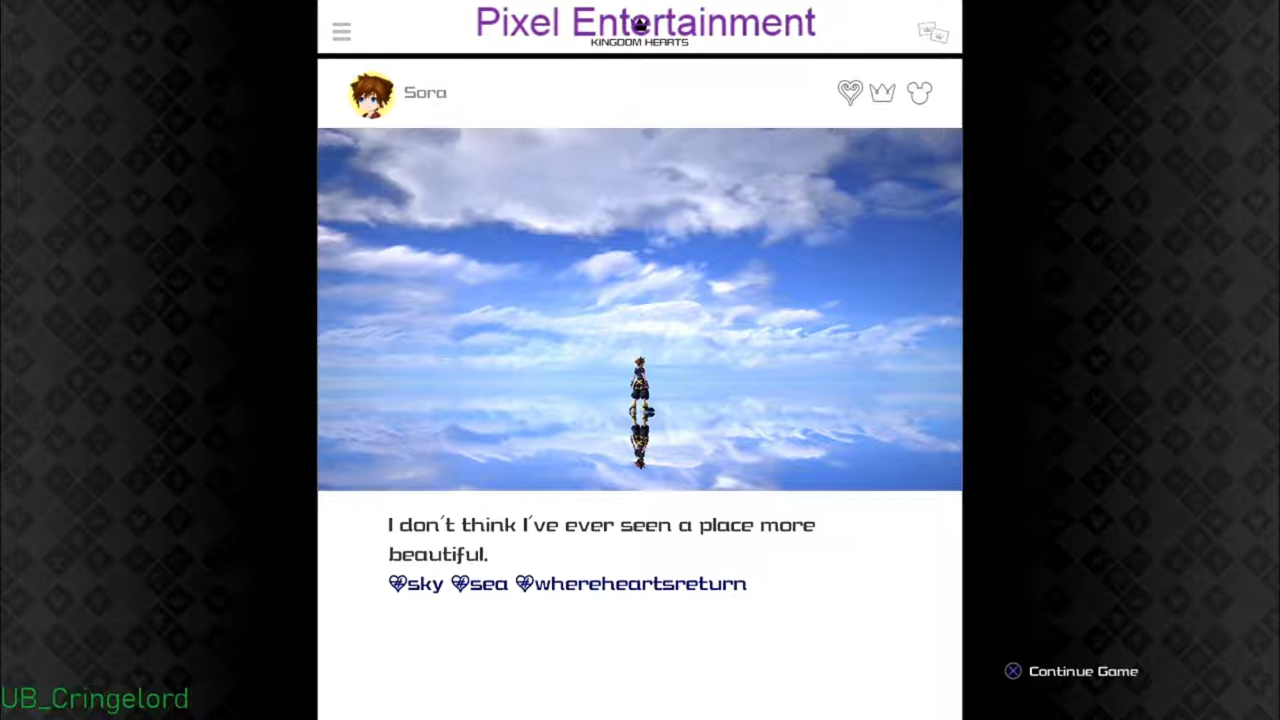 Pixel Entertainment
KINGDOM HEARTS
Sora
I don't think I've ever seen a place more
beautiful.
sky sea whereheartsreturn
Continue Game
UB_Cringelord